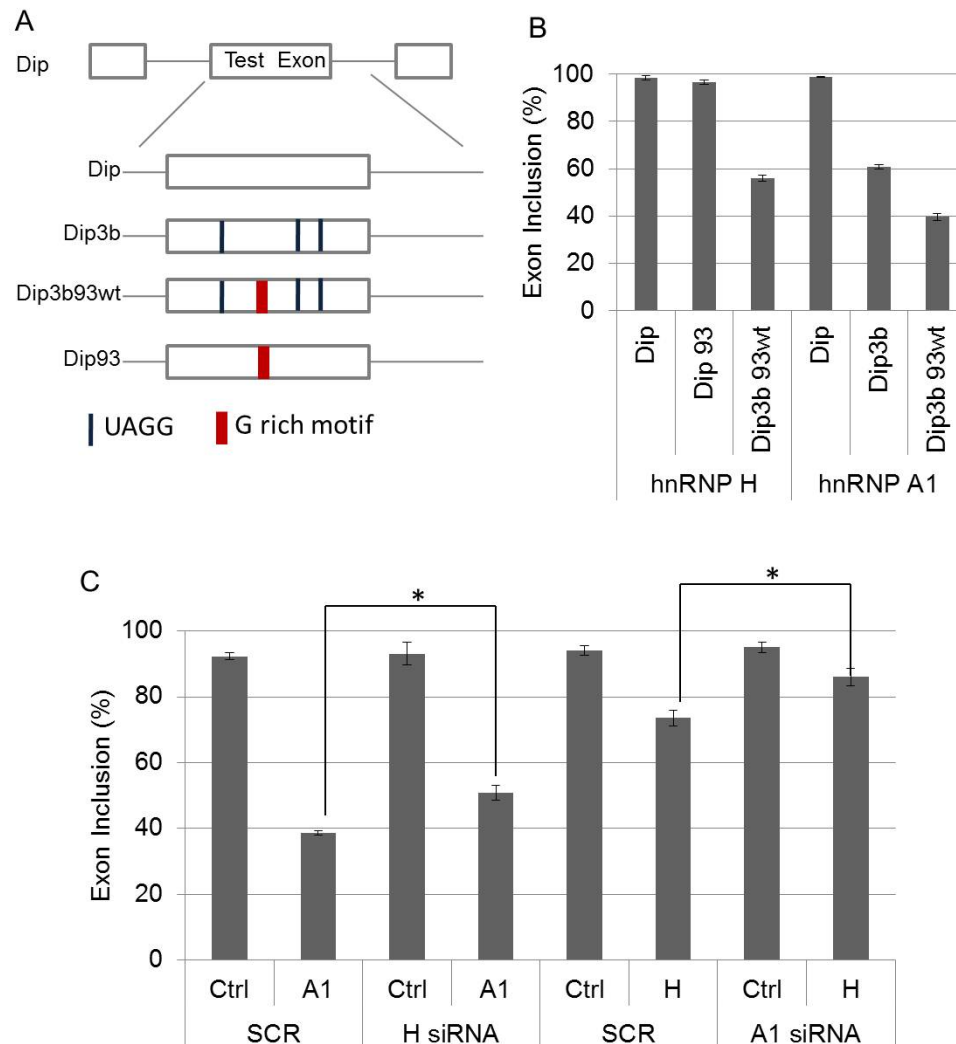 A
Dip
Test Exon
Dip
Dip3b
Dip3b93wt
Dip93
UAGG
G rich motif
B
Exon Inclusion (%)
100
80
60
40
20
0
Dip
Dip 93
Dip3b 93wt
Dip
Dip3b
Dip3b 93wt
hnRNP H
hnRNP A1
C
*
*
Exon Inclusion (%)
100
80
60
40
20
0
Ctrl
A1
Ctrl
A1
Ctrl
H
Ctrl
H
SCR
H siRNA
SCR
A1 siRNA